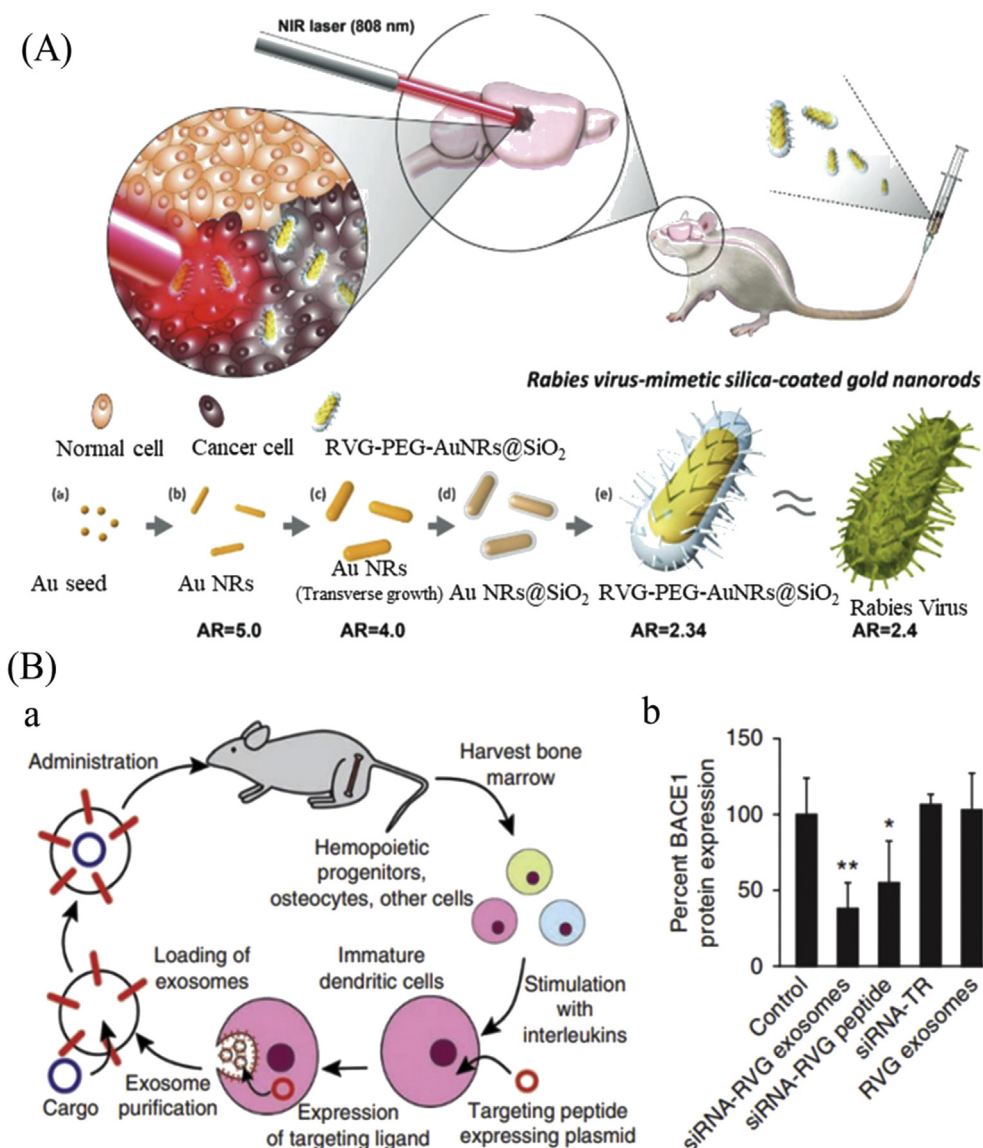 (A)
NIR laser (808 nm)
Rabies virus-mimetic silica-coated gold nanorods
Normal cell
Cancer cell
RVG-PEG-AuNRs@SiO₂
(a)
(b)
(c)
(d)
(e)
Au seed
Au NRs
Au NRs
(Transverse growth)
Au NRs@SiO₂
RVG-PEG-AuNRs@SiO₂
Rabies Virus
AR=5.0
AR=4.0
AR=2.34
AR=2.4
(B)
a
Administration
Harvest bone
marrow
Hemopoietic
progenitors,
osteocytes, other cells
Loading of
exosomes
Immature
dendritic cells
Stimulation
with
interleukins
Cargo
Exosome
purification
Expression
of targeting ligand
Targeting peptide
expressing plasmid
b
Percent BACE1
protein expression
150
100
50
0
**
*
Control
siRNA-RVG exosomes
siRNA-RVG peptide
siRNA-TR
RVG exosomes